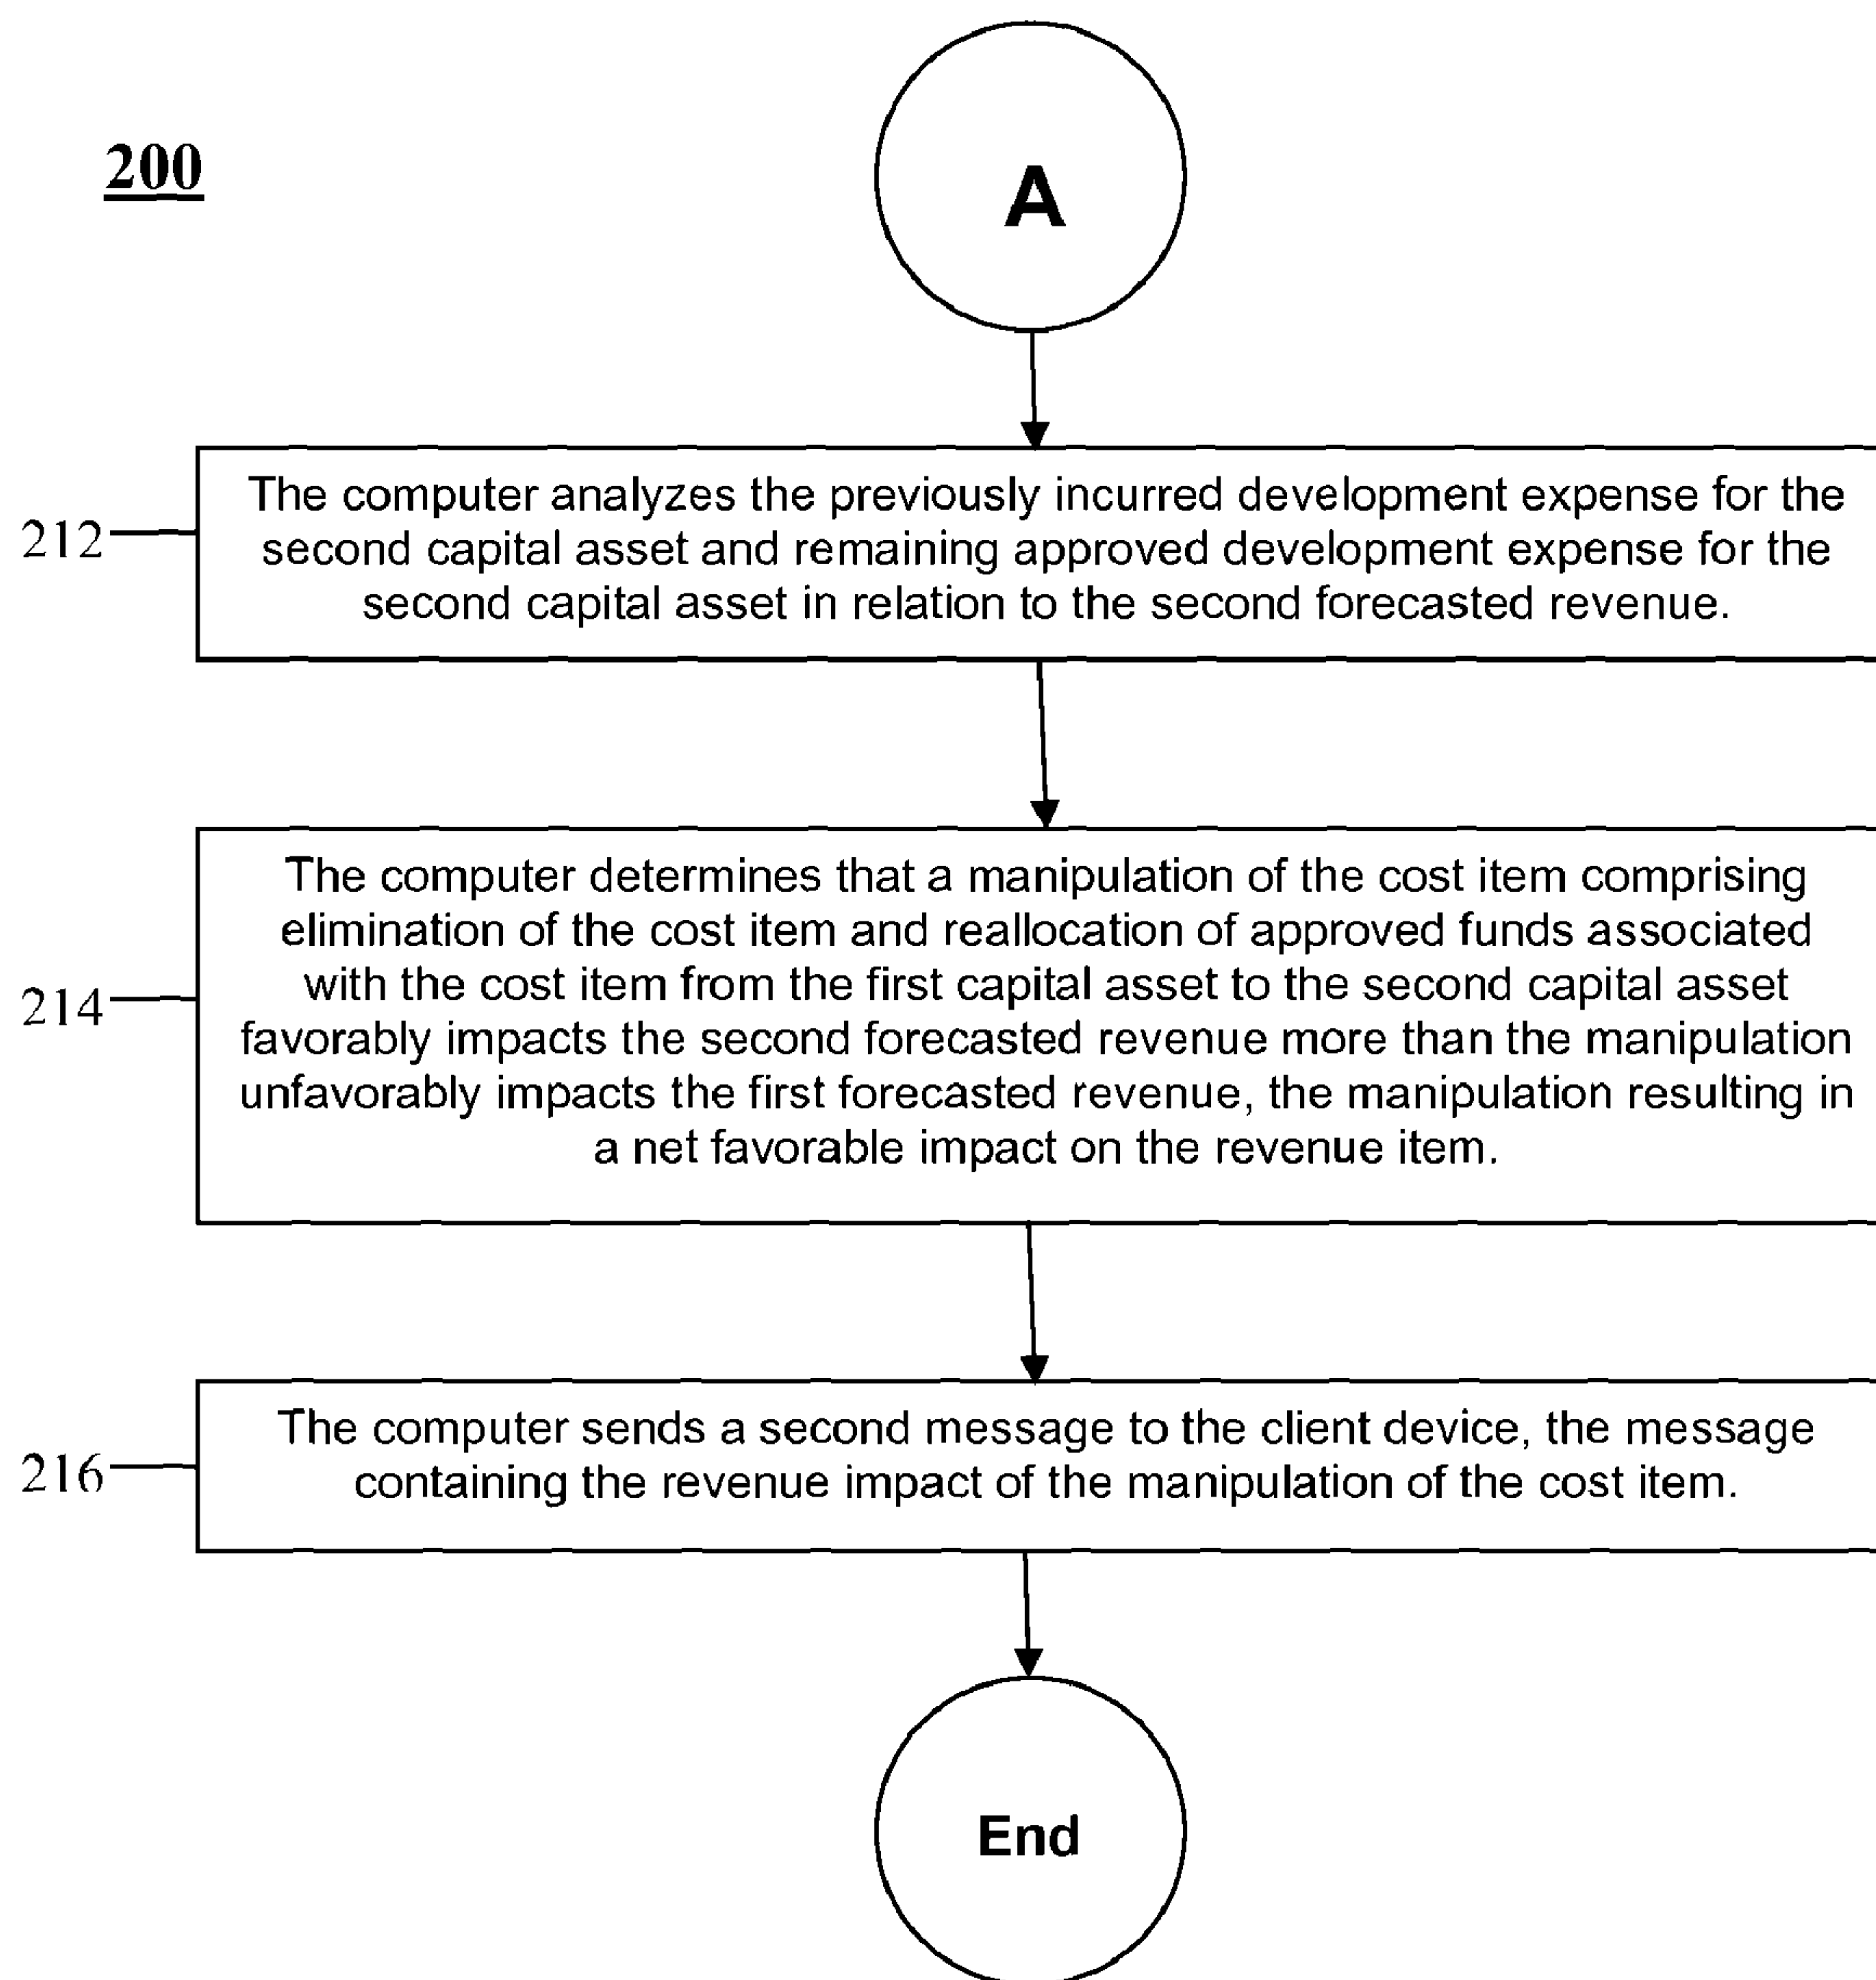 200
A
212
The computer analyzes the previously incurred development expense for the
second capital asset and remaining approved development expense for the
second capital asset in relation to the second forecasted revenue.
214
The computer determines that a manipulation of the cost item comprising
elimination of the cost item and reallocation of approved funds associated
with the cost item from the first capital asset to the second capital asset
favorably impacts the second forecasted revenue more than the manipulation
unfavorably impacts the first forecasted revenue, the manipulation resulting in
a net favorable impact on the revenue item.
216
The computer sends a second message to the client device, the message
containing the revenue impact of the manipulation of the cost item.
End